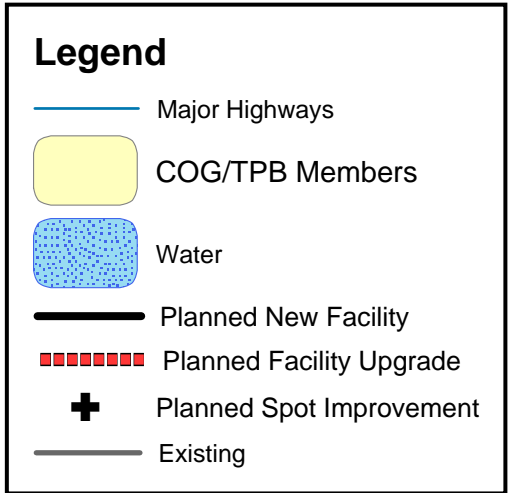 Legend
Major Highways
COG/TPB Members
Water
Planned New Facility
Planned Facility Upgrade
Planned Spot Improvement
Existing